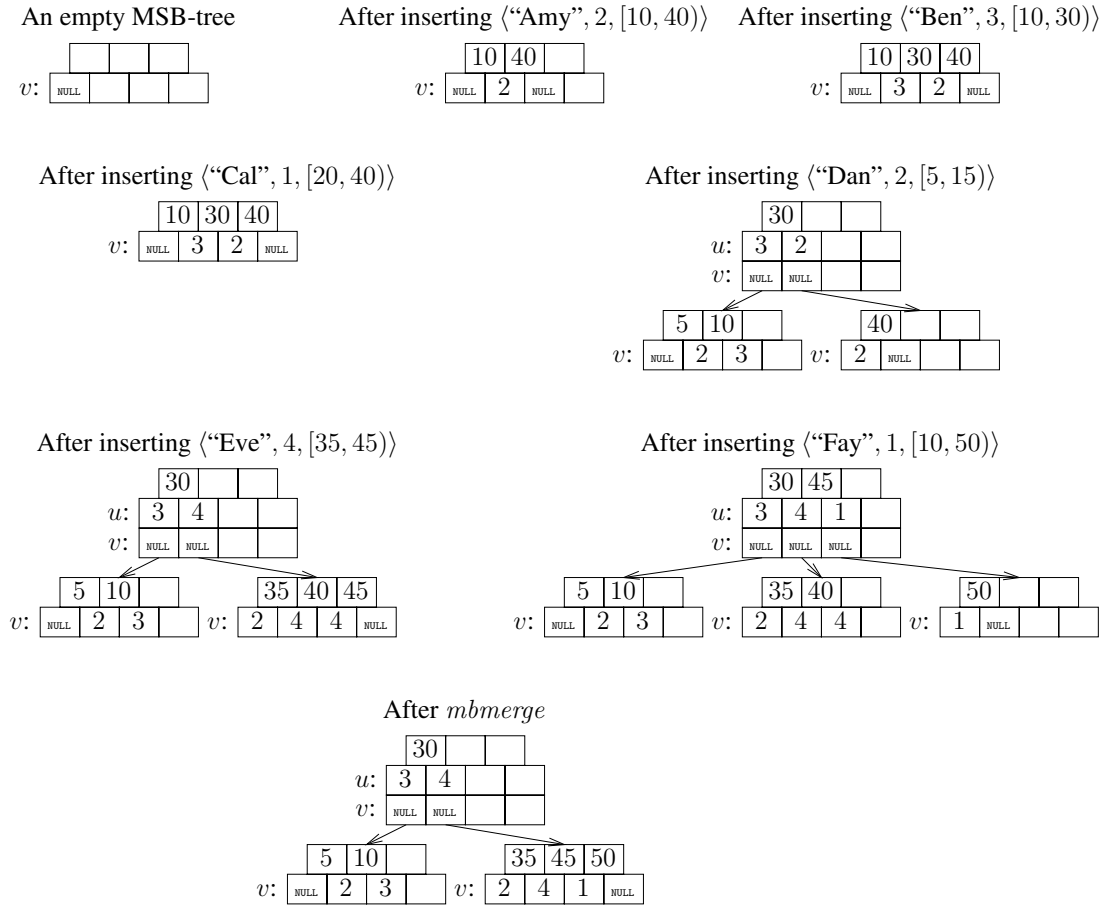 An empty MSB-tree
v: NULL
After inserting ⟨“Amy”, 2, [10, 40)⟩
10 40
v: NULL 2 NULL
After inserting ⟨“Ben”, 3, [10, 30)⟩
10 30 40
v: NULL 3 2 NULL
After inserting ⟨“Cal”, 1, [20, 40)⟩
10 30 40
v: NULL 3 2 NULL
After inserting ⟨“Dan”, 2, [5, 15)⟩
30
u: 3 2
v: NULL NULL
5 10 40
v: NULL 2 3 v: 2 NULL
After inserting ⟨“Eve”, 4, [35, 45)⟩
30
u: 3 4
v: NULL NULL
5 10 35 40 45
v: NULL 2 3 v: 2 4 4 NULL
After inserting ⟨“Fay”, 1, [10, 50)⟩
30 45
u: 3 4 1
v: NULL NULL NULL
5 10 35 40 50
v: NULL 2 3 v: 2 4 4 v: 1 NULL
After mbmerge
30
u: 3 4
v: NULL NULL
5 10 35 45 50
v: NULL 2 3 v: 2 4 1 NULL